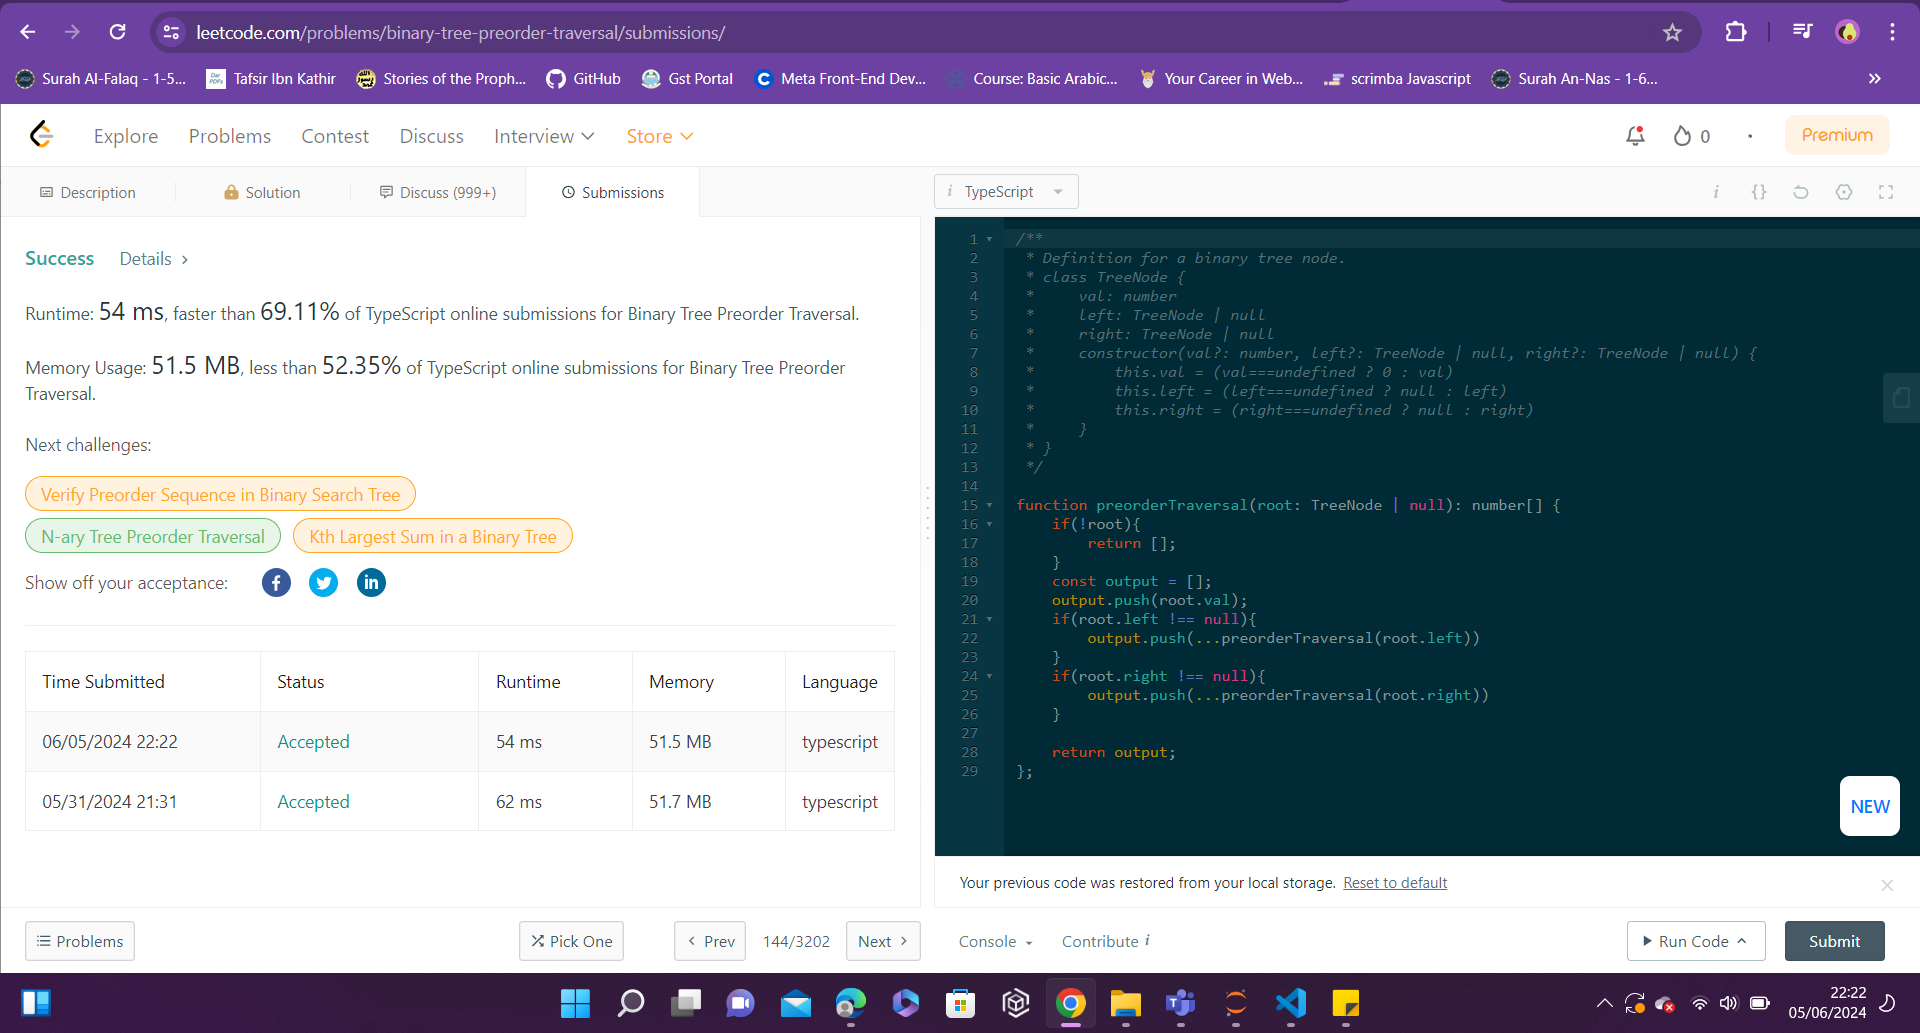 leetcode.com/problems/binary-tree-preorder-traversal/submissions/
Surah Al-Falaq - 1-5... Tafsir Ibn Kathir Stories of the Proph... GitHub Gst Portal Meta Front-End Dev... Course: Basic Arabic... Your Career in Web... scrimba Javascript Surah An-Nas - 1-6... »
Explore Problems Contest Discuss Interview Store 0 Premium
Description Solution Discuss (999+) Submissions
i TypeScript i {}
Success Details >
Runtime: 54 ms, faster than 69.11% of TypeScript online submissions for Binary Tree Preorder Traversal.
Memory Usage: 51.5 MB, less than 52.35% of TypeScript online submissions for Binary Tree Preorder
Traversal.
Next challenges:
Verify Preorder Sequence in Binary Search Tree
N-ary Tree Preorder Traversal Kth Largest Sum in a Binary Tree
Show off your acceptance:
Time Submitted Status Runtime Memory Language
06/05/2024 22:22 Accepted 54 ms 51.5 MB typescript
05/31/2024 21:31 Accepted 62 ms 51.7 MB typescript
1 /**
2 * Definition for a binary tree node.
3 * class TreeNode {
4 *     val: number
5 *     left: TreeNode | null
6 *     right: TreeNode | null
7 *     constructor(val?: number, left?: TreeNode | null, right?: TreeNode | null) {
8 *         this.val = (val===undefined ? 0 : val)
9 *         this.left = (left===undefined ? null : left)
10 *         this.right = (right===undefined ? null : right)
11 *     }
12 * }
13 */
14
15 function preorderTraversal(root: TreeNode | null): number[] {
16     if(!root){
17         return [];
18     }
19     const output = [];
20     output.push(root.val);
21     if(root.left !== null){
22         output.push(...preorderTraversal(root.left))
23     }
24     if(root.right !== null){
25         output.push(...preorderTraversal(root.right))
26     }
27
28     return output;
29 };
NEW
Your previous code was restored from your local storage. Reset to default
Problems Pick One < Prev 144/3202 Next > Console Contribute i Run Code Submit
22:22
05/06/2024